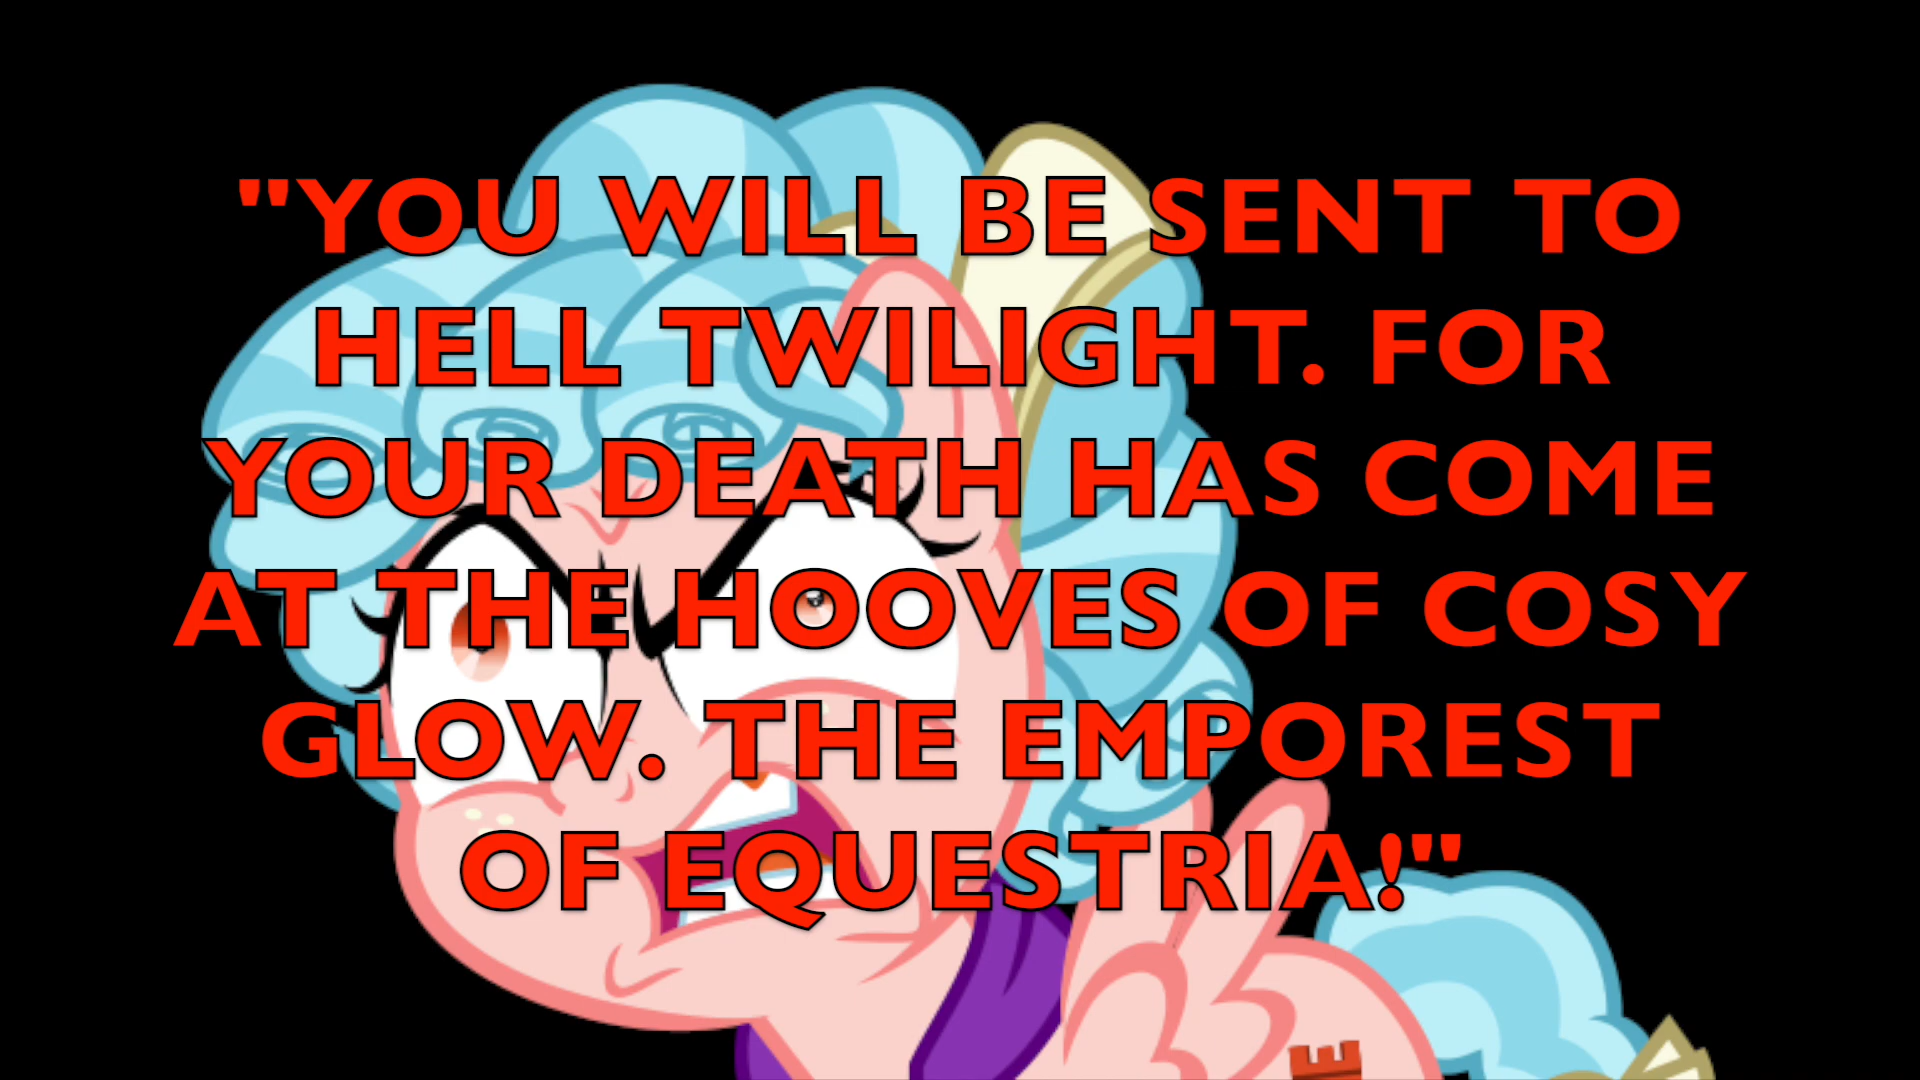 "YOU WILL BE SENT TO
HELL TWILIGHT. FOR
YOUR DEATH HAS COME
AT THE HOOVES OF COSY
GLOW. THE EMPOREST
OF EQUESTRIA!"